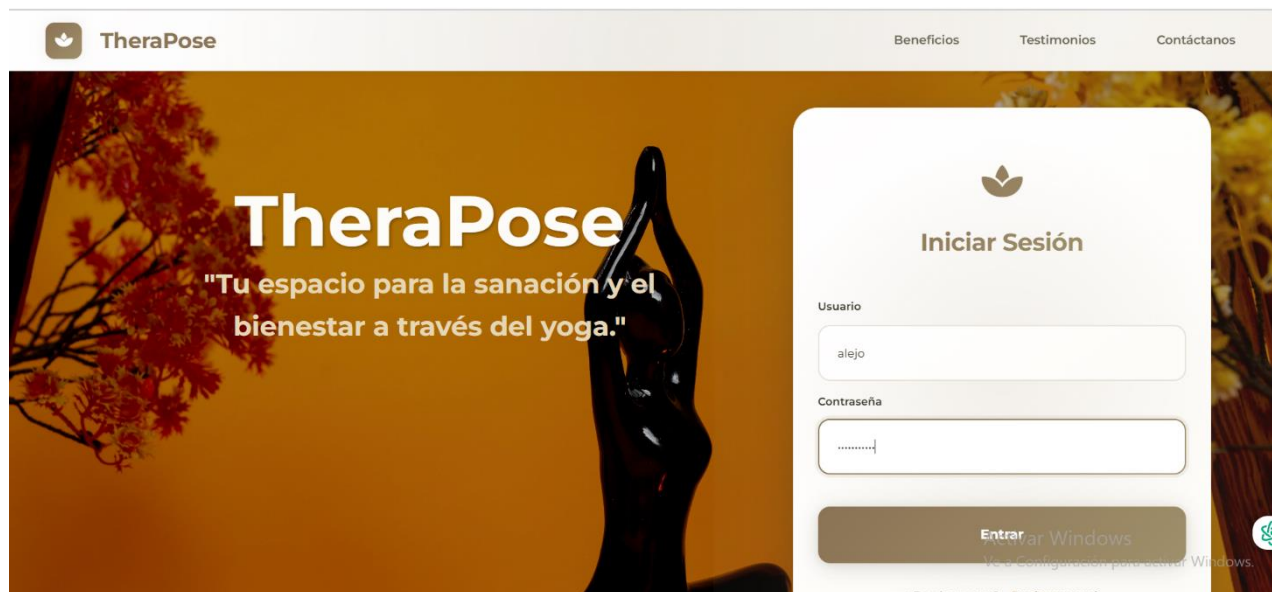 TheraPose
Beneficios
Testimonios
Contáctanos
TheraPose
"Tu espacio para la sanación y el
bienestar a través del yoga."
Iniciar Sesión
Usuario
alejo
Contraseña
Entrar
Activar Windows
Ve a Configuración para activar Windows.